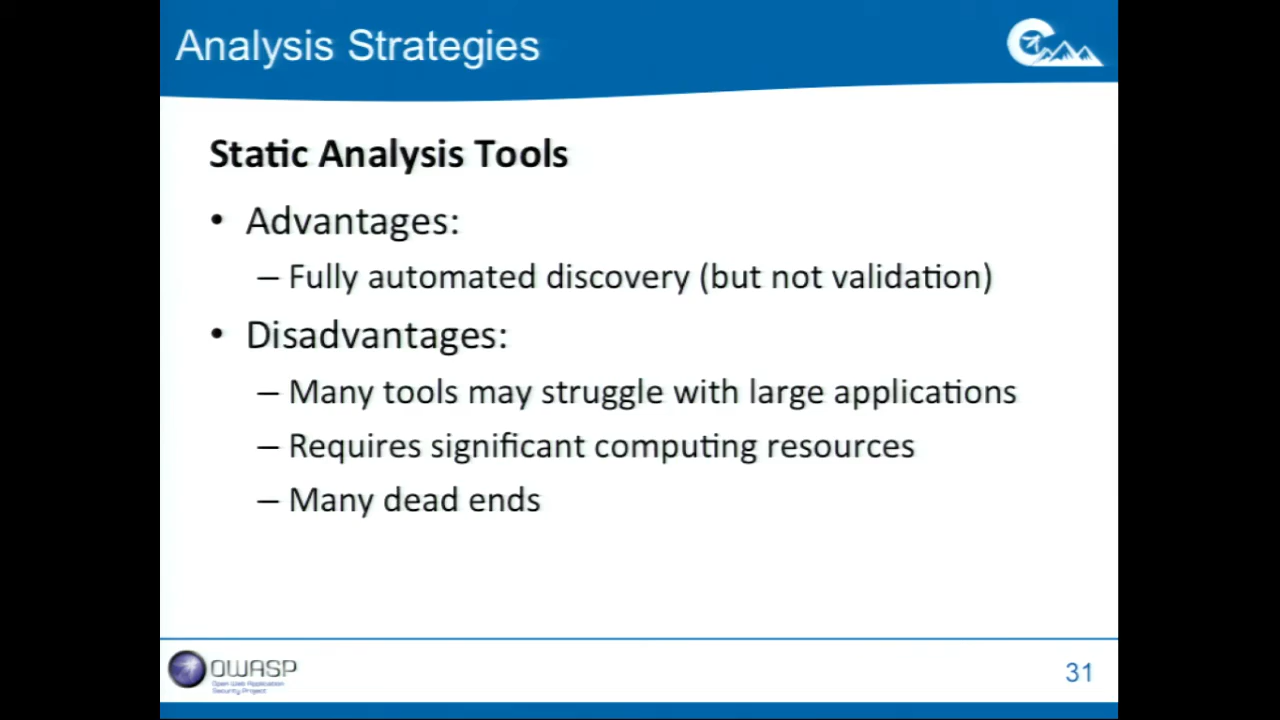 Analysis Strategies
Static Analysis Tools
• Advantages:
– Fully automated discovery (but not validation)
• Disadvantages:
– Many tools may struggle with large applications
– Requires significant computing resources
– Many dead ends
OWASP
Open Web Application
Security Project
31